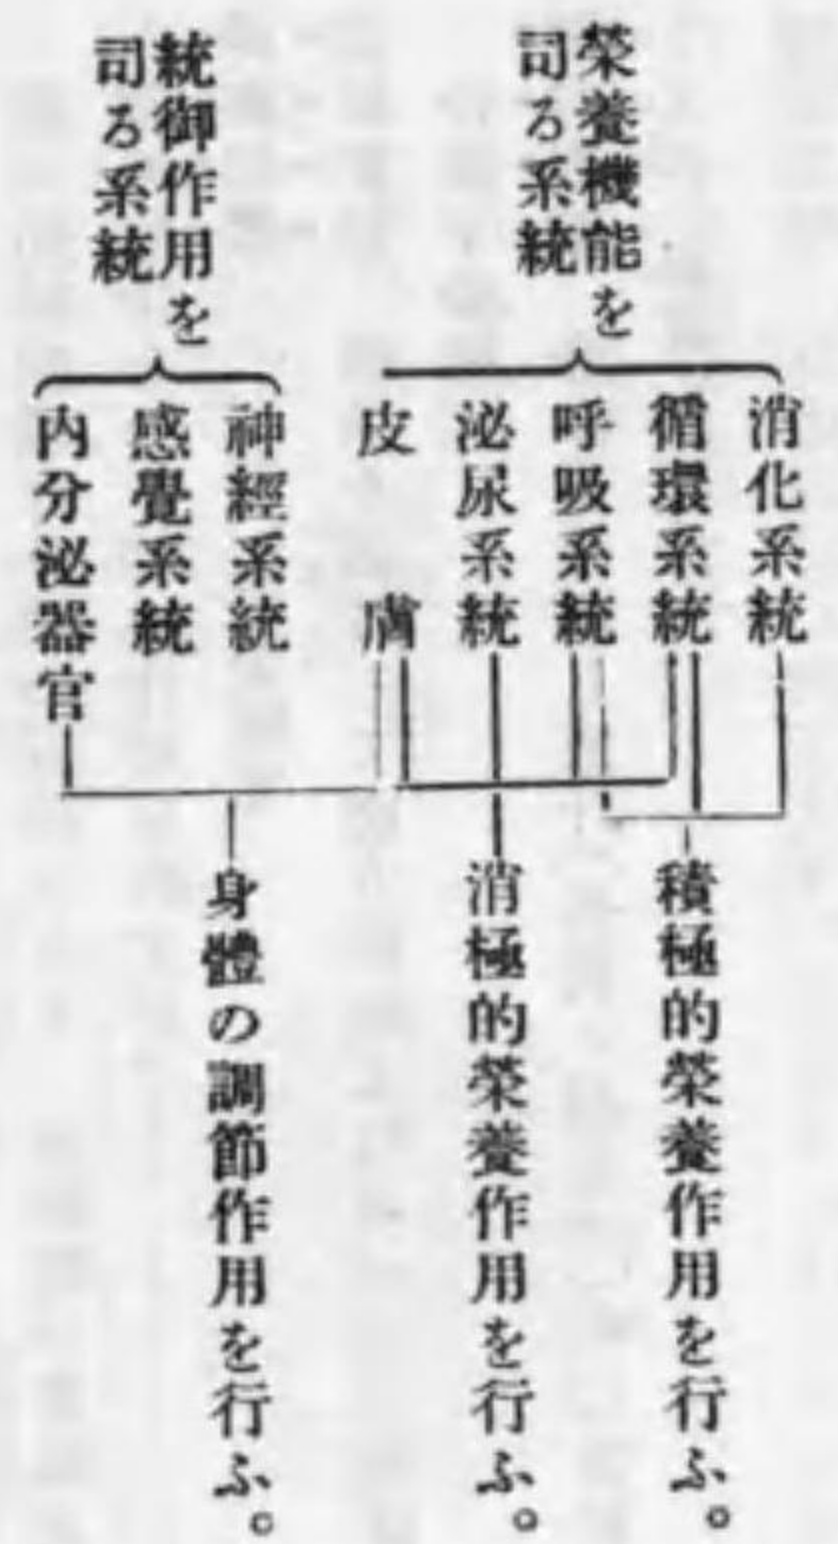 榮養機能を
司る系統
消化系統
循環系統
呼吸系統
泌尿系統
皮膚
積極的榮養作用を行ふ。
消極的榮養作用を行ふ。
統御作用を
司る系統
神經系統
感覺系統
内分泌器官
身體の調節作用を行ふ。